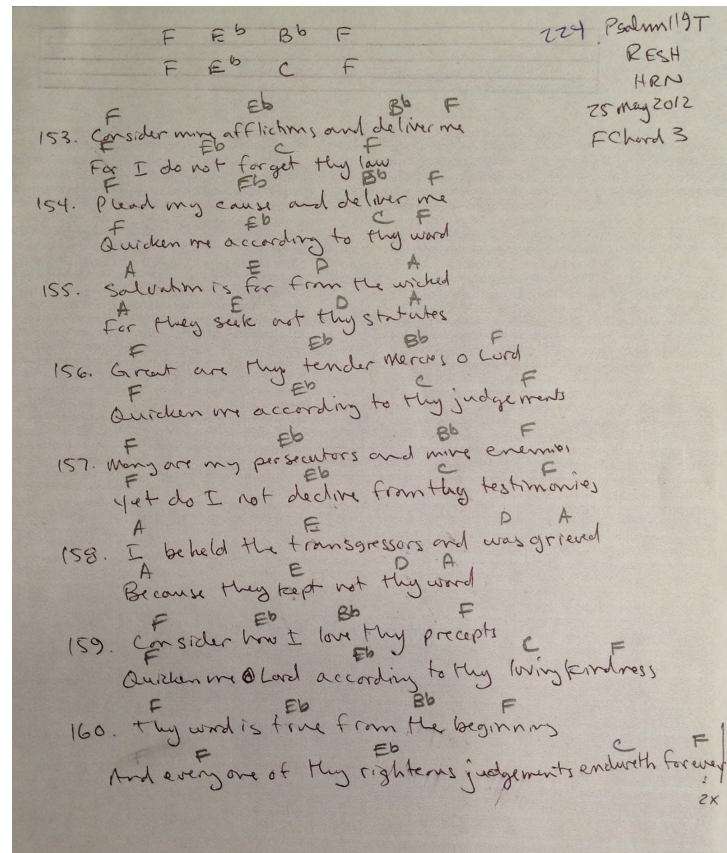 F Eb Bb F
F Eb C F
224 Psalm 119T
RESH
HRN
25 May 2012
F Chord 3
F Eb Bb F
153. Consider mine afflictions and deliver me
F Eb C F
For I do not forget thy law
F Eb Bb F
154. Plead my cause and deliver me
F Eb C F
Quicken me according to thy word
A E D A
155. Salvation is far from the wicked
A E D A
For they seek not thy statutes
F Eb Bb F
156. Great are thy tender mercies O Lord
F Eb C F
Quicken me according to thy judgements
F Eb Bb F
157. Many are my persecutors and mine enemies
F Eb C F
Yet do I not decline from thy testimonies
A E D A
158. I beheld the transgressors and was grieved
A E D A
Because they kept not thy word
F Eb Bb F
159. Consider how I love thy precepts
F Eb C F
Quicken me O Lord according to thy loving kindness
F Eb Bb F
160. Thy word is true from the beginning
F Eb C F
And every one of thy righteous judgements endureth forever
2x